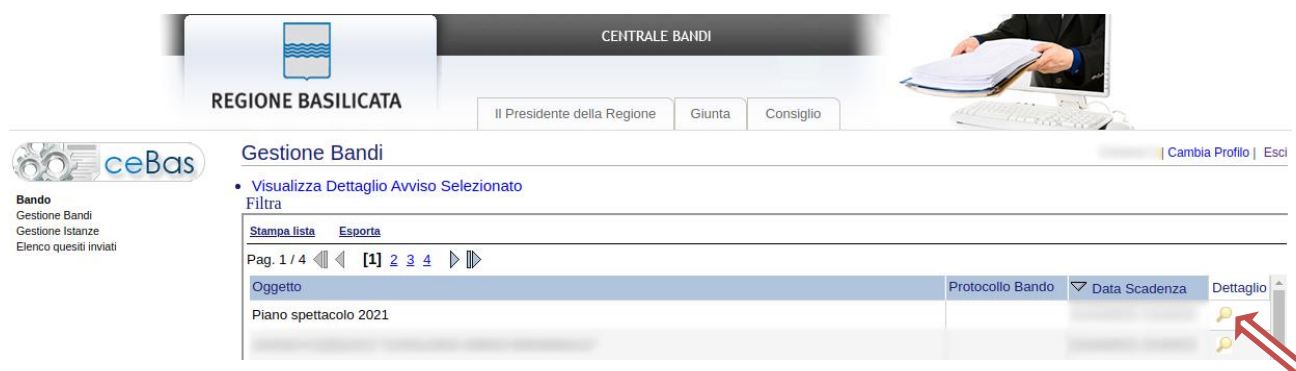 CENTRALE BANDI
REGIONE BASILICATA
Il Presidente della Regione Giunta Consiglio
ceBas
Gestione Bandi
| Cambia Profilo | Esci
Visualizza Dettaglio Avviso Selezionato
Filtra
Bando
Gestione Bandi
Gestione Istanze
Elenco quesiti inviati
Stampa lista Esporta
Pag. 1 / 4 [1] 2 3 4
Oggetto Protocollo Bando Data Scadenza Dettaglio
Piano spettacolo 2021